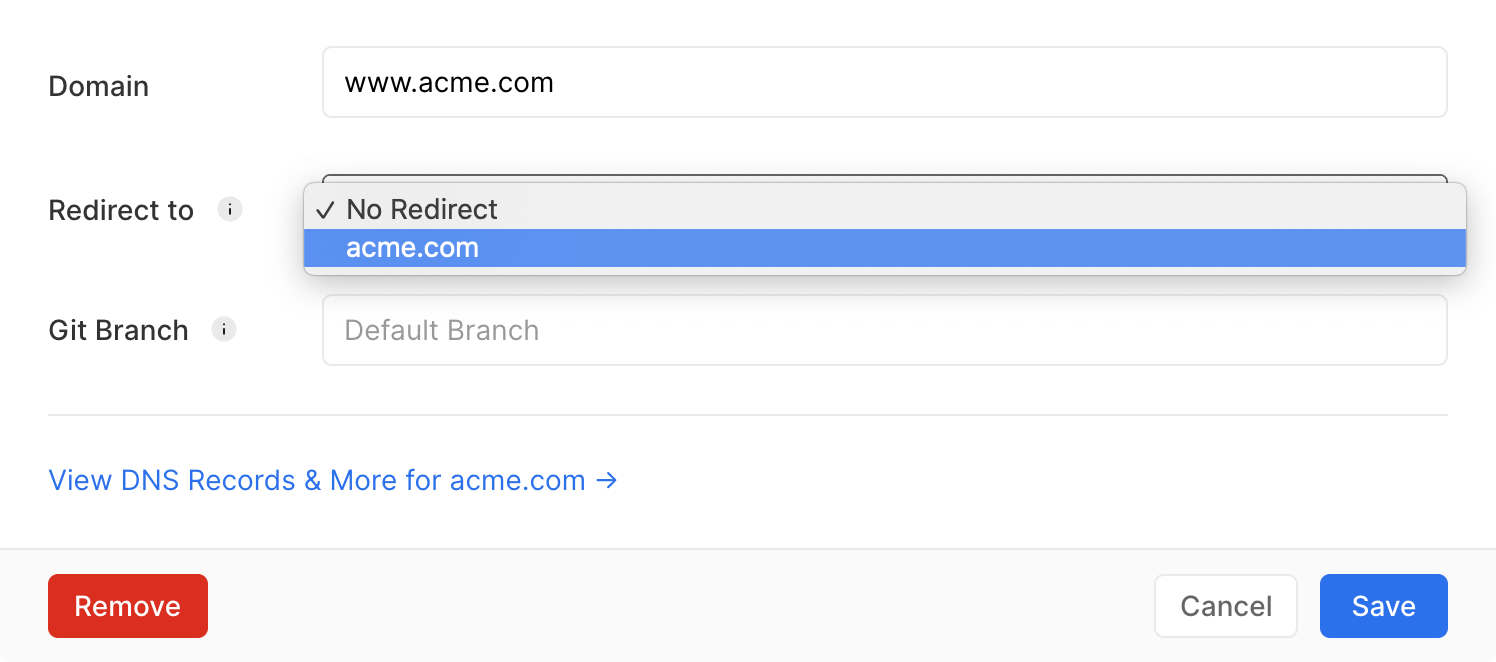 Domain
www.acme.com
Redirect to i
✓ No Redirect
acme.com
Git Branch i
Default Branch
View DNS Records & More for acme.com →
Remove
Cancel
Save